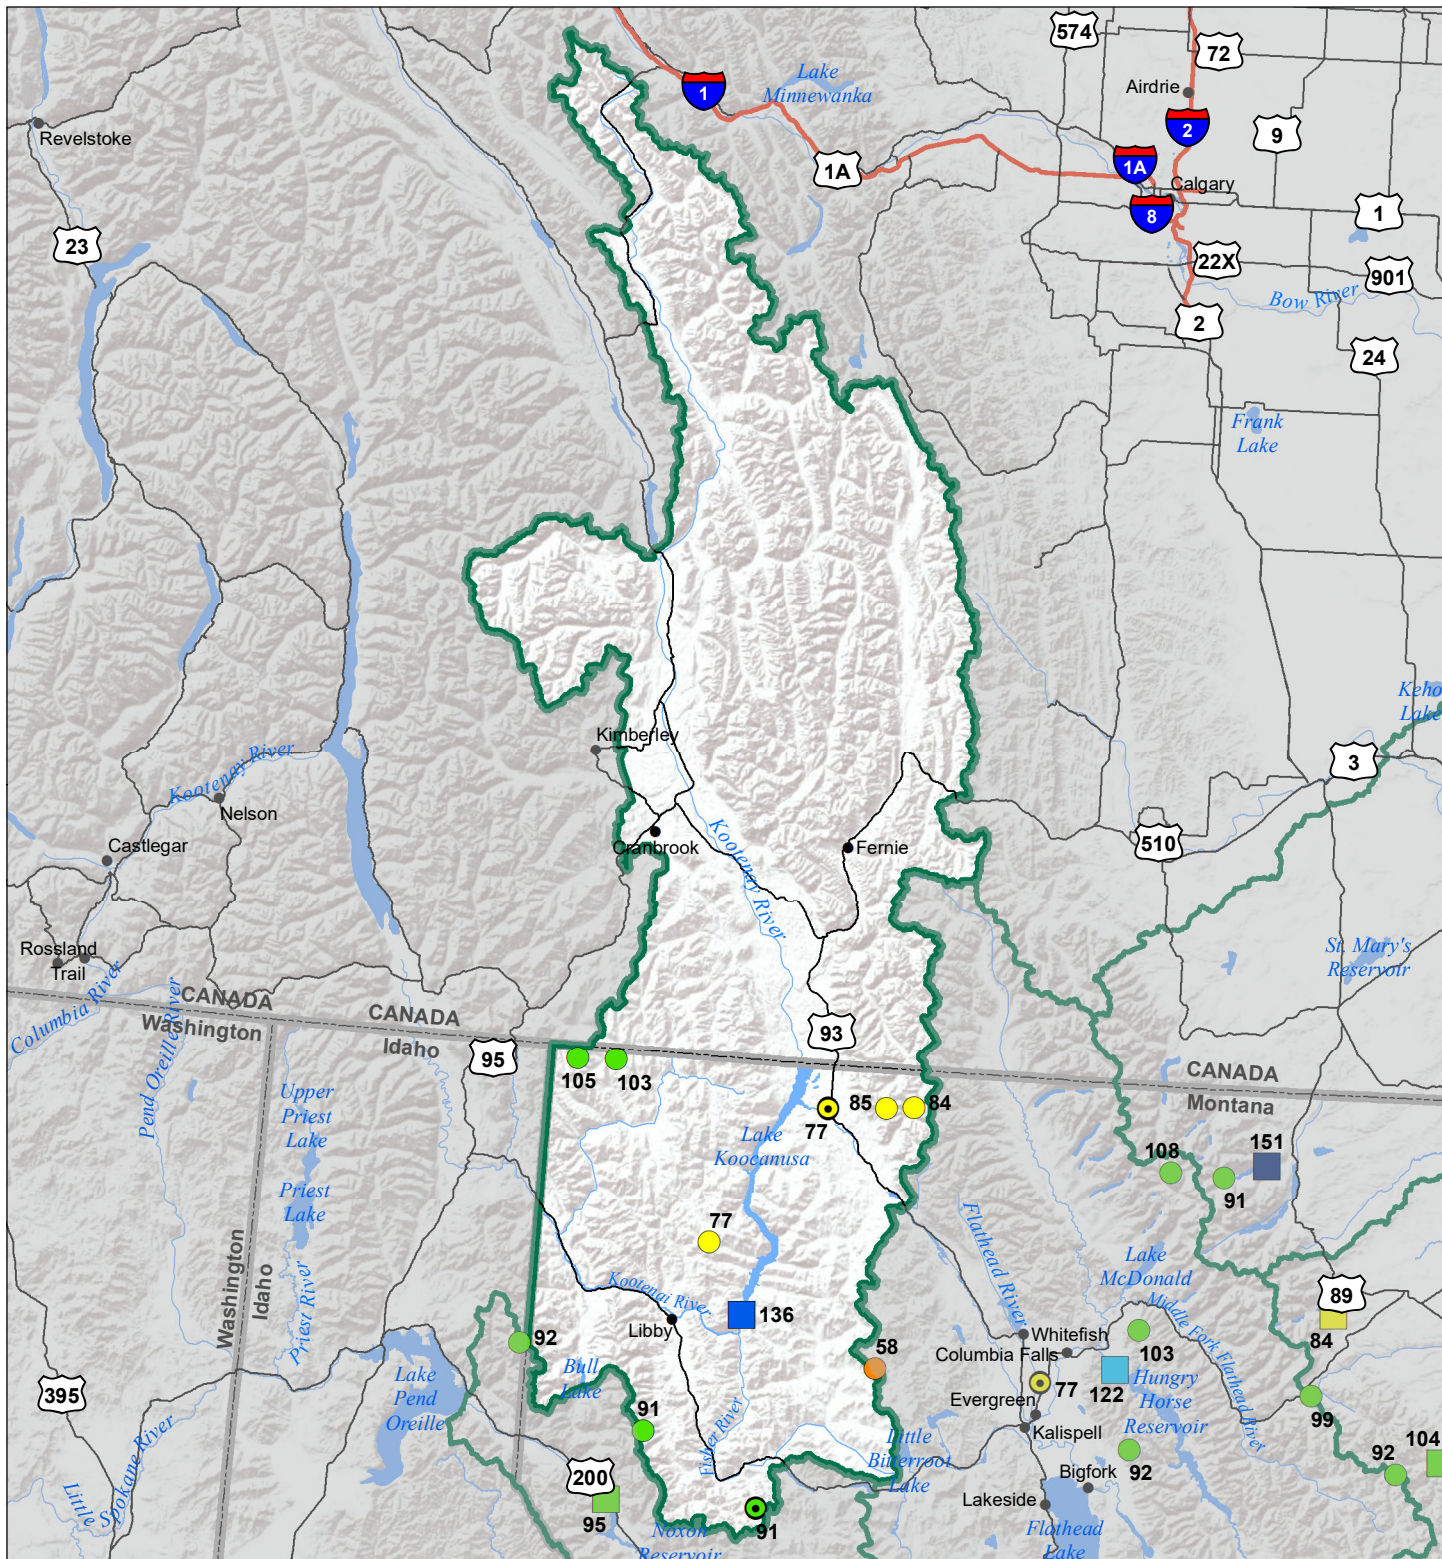 574
72
Airdrie
Lake
Minnewanka
1
2
9
Revelstoke
1A
1A
Calgary
8
1
23
22X
901
Bow River
2
24
Frank
Lake
Keho
Lake
Kimberley
Kootenay River
3
Nelson
Castlegar
Cranbrook
Kootenay River
Fernie
510
Rossland
Trail
St. Mary's
Reservoir
Columbia River
Pend Oreille River
CANADA
Washington
CANADA
Idaho
95
93
105
103
CANADA
Montana
Upper
Priest
Lake
85
84
77
Lake
Koocanusa
108
151
91
Priest
Lake
77
Flathead River
Lake
McDonald
Washington
Idaho
Priest River
Kootenai River
136
Libby
Middle Fork Flathead River
89
84
92
Whitefish
Columbia Falls
103
58
Bull
Lake
Lake
Pend
Oreille
395
77
122
Hungry
Horse
Reservoir
Evergreen
99
91
Kalispell
Fisher River
Little
Bitterroot
Lake
92
Bigfork
92
104
Little
Spokane River
200
95
Lakeside
91
Noxon
Reservoir
Flathead
Lake